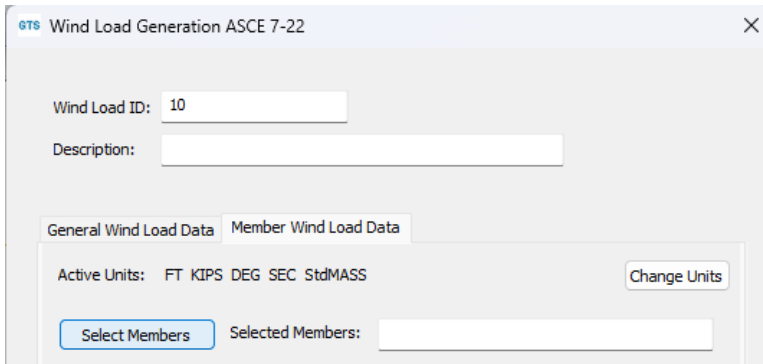 GTS Wind Load Generation ASCE 7-22
Wind Load ID: 10
Description:
General Wind Load Data Member Wind Load Data
Active Units: FT KIPS DEG SEC StdMASS Change Units
Select Members Selected Members: